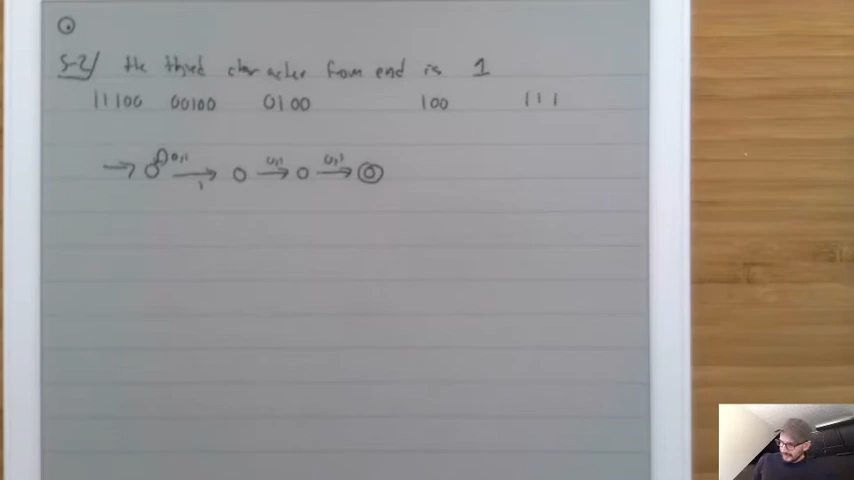 5-2/ the third character from end is 1
11100 00100 0100 100 111
0,1 0,1 0,1
1